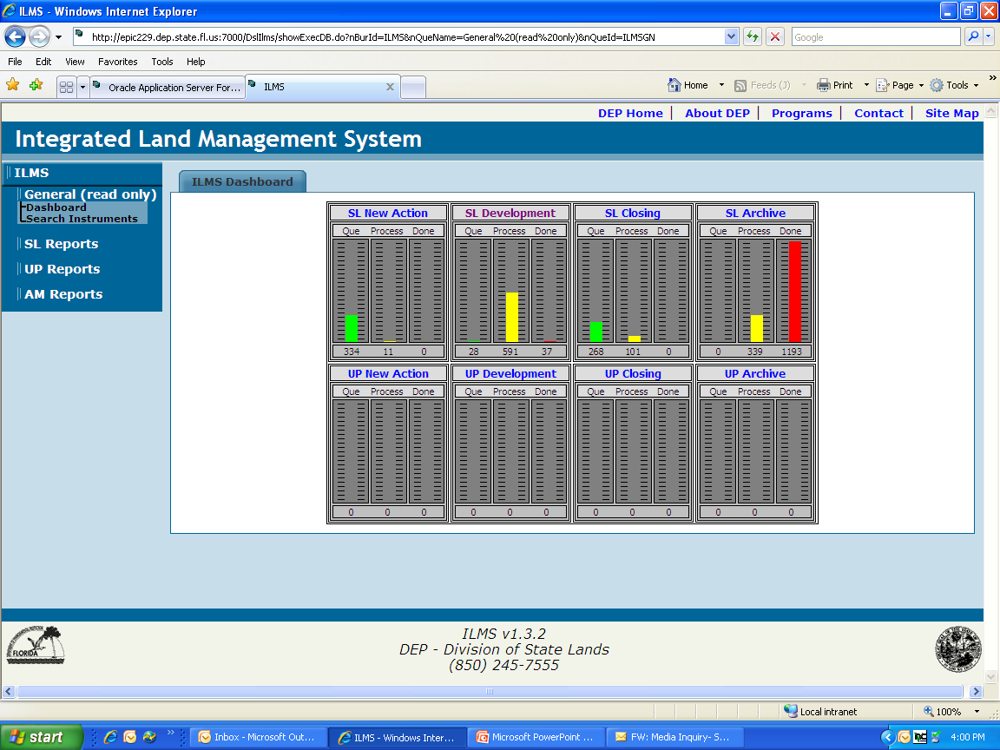 ILMS - Windows Internet Explorer
http://epic229.dep.state.fl.us:7000/DslIlms/showExecDB.do?nBurId=ILMS&nQueName=General%20(read%20only)&nQueId=ILMSGN
Google
File Edit View Favorites Tools Help
Oracle Application Server For... ILMS X Home Feeds (J) Print Page Tools »
DEP Home | About DEP | Programs | Contact | Site Map
Integrated Land Management System
ILMS
General (read only)
Dashboard
Search Instruments
SL Reports
UP Reports
AM Reports
ILMS Dashboard
SL New Action SL Development SL Closing SL Archive
Que Process Done Que Process Done Que Process Done Que Process Done
334 11 0 28 591 37 268 101 0 0 339 1193
UP New Action UP Development UP Closing UP Archive
Que Process Done Que Process Done Que Process Done Que Process Done
0 0 0 0 0 0 0 0 0 0 0 0
FLORIDA
ILMS v1.3.2
DEP - Division of State Lands
(850) 245-7555
Local intranet 100%
start » Inbox - Microsoft Out... ILMS - Windows Inter... Microsoft PowerPoint ... FW: Media Inquiry- S... 4:00 PM